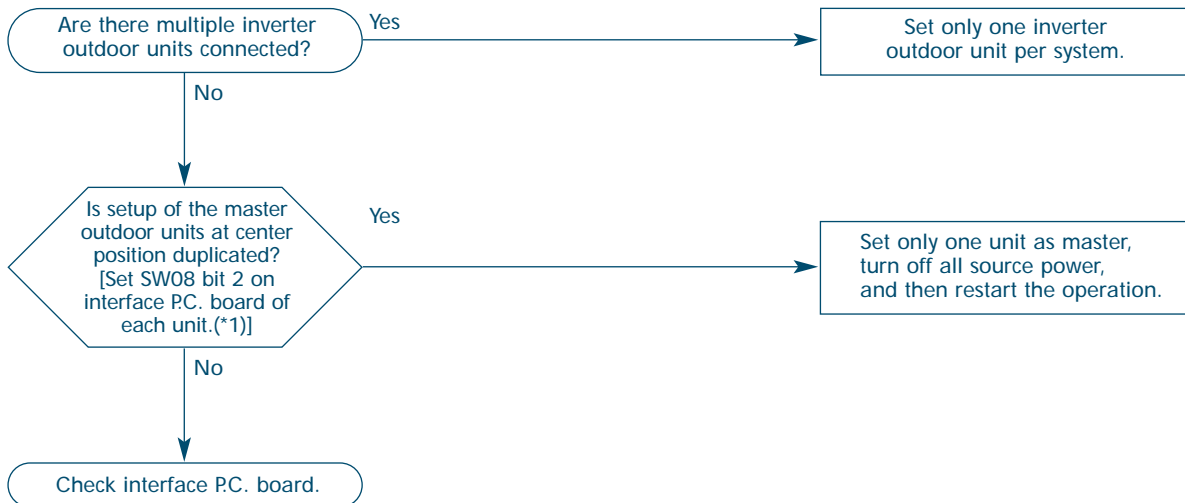 Are there multiple inverter
outdoor units connected?
Yes
Set only one inverter
outdoor unit per system.
No
Is setup of the master
outdoor units at center
position duplicated?
[Set SW08 bit 2 on
interface P.C. board of
each unit.(*1)]
Yes
Set only one unit as master,
turn off all source power,
and then restart the operation.
No
Check interface P.C. board.